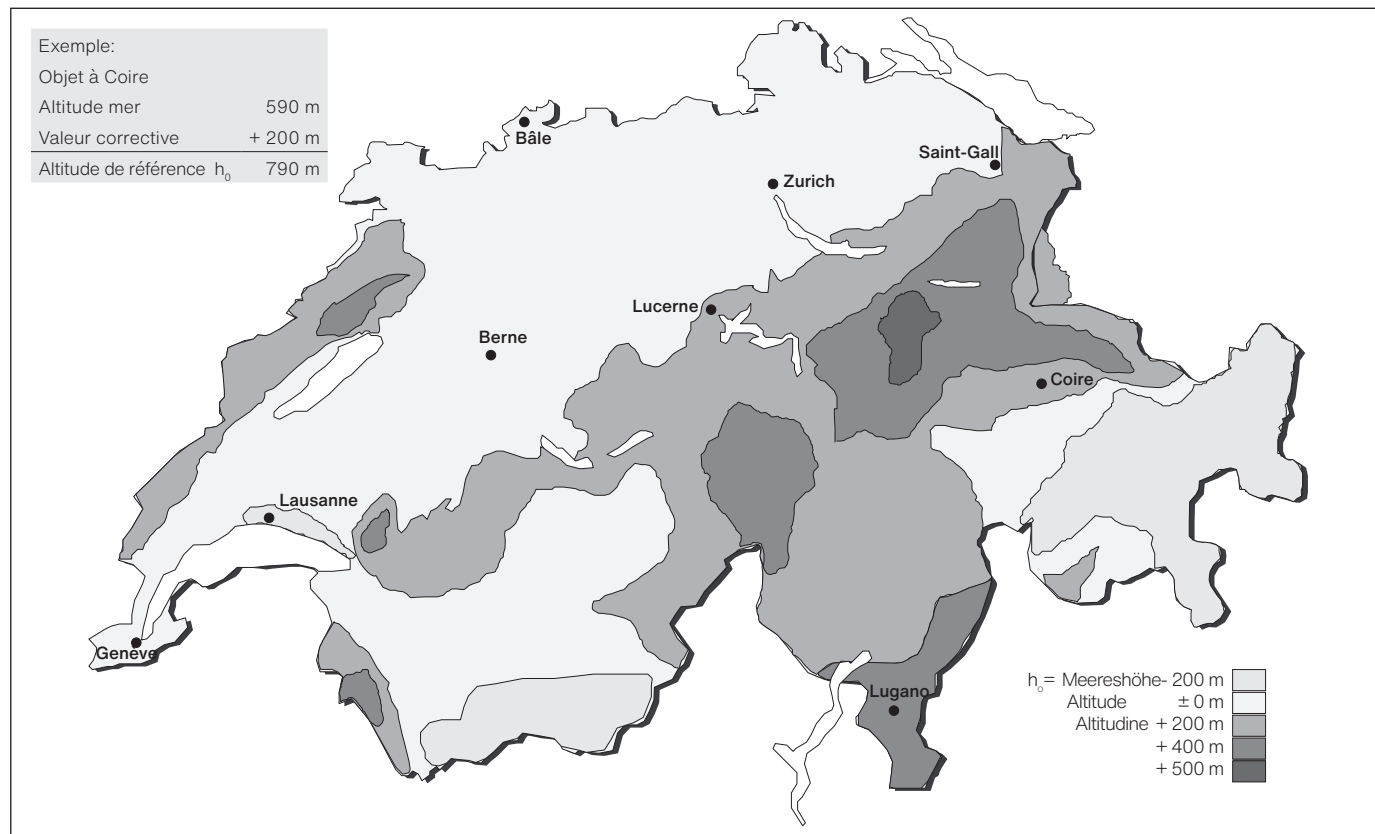 Exemple:
Objet à Coire
Altitude mer 590 m
Valeur corrective + 200 m
Altitude de référence h₀ 790 m
Bâle
Saint-Gall
Zurich
Lucerne
Berne
Coire
Lausanne
Genève
Lugano
h₀= Meereshöhe- 200 m
Altitude ± 0 m
Altitudine + 200 m
+ 400 m
+ 500 m